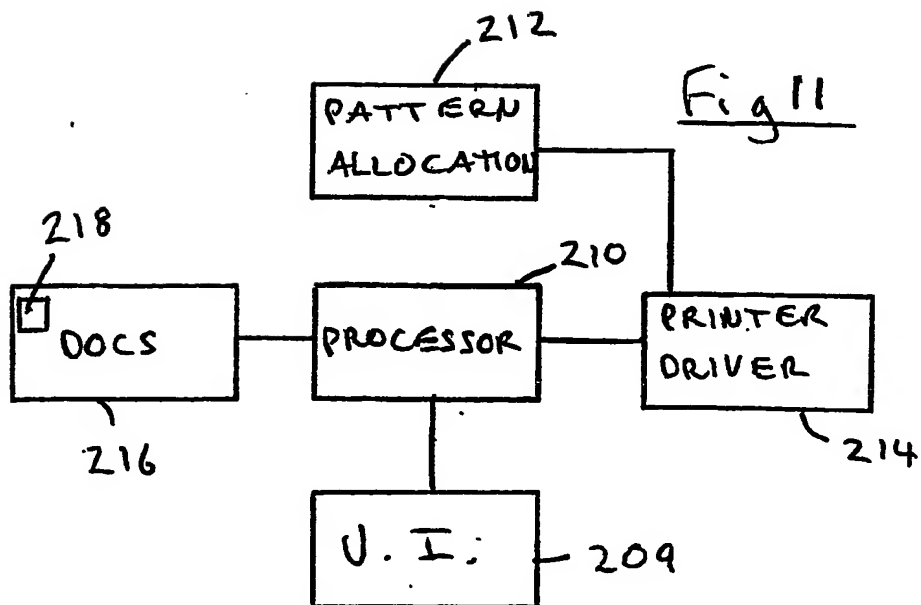 212
Fig 11
PATTERN
ALLOCATION
218
210
DOCS
PROCESSOR
PRINTER
DRIVER
216
214
U. I.
209